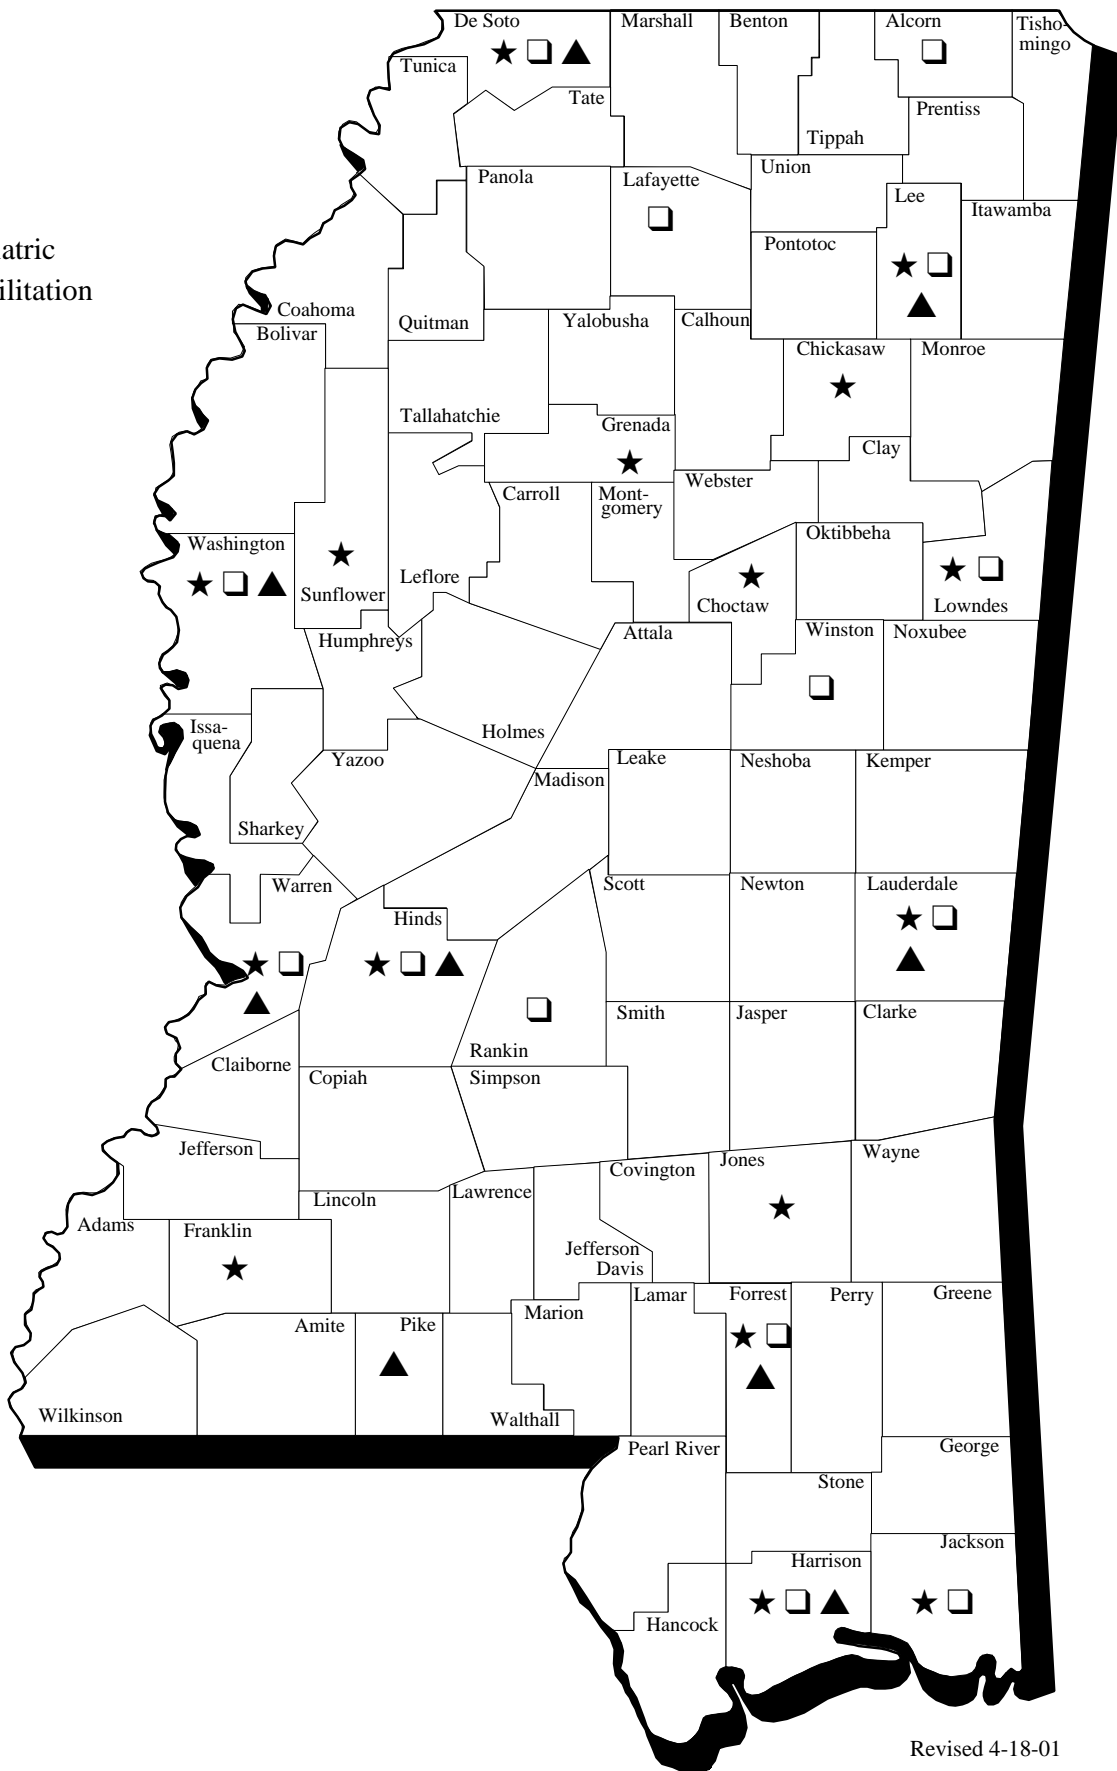 De Soto
Marshall
Benton
Alcorn
Tisho-
mingo
Tunica
Tate
Prentiss
Tippah
Union
Panola
Lafayette
Lee
Itawamba
Pontotoc
atric
ilitation
Coahoma
Quitman
Yalobusha
Calhoun
Bolivar
Chickasaw
Monroe
Tallahatchie
Grenada
Clay
Webster
Carroll
Mont-
gomery
Oktibbeha
Washington
Leflore
Sunflower
Choctaw
Lowndes
Humphreys
Attala
Winston
Noxubee
Issa-
quena
Holmes
Yazoo
Leake
Neshoba
Kemper
Madison
Sharkey
Warren
Scott
Newton
Lauderdale
Hinds
Smith
Jasper
Clarke
Rankin
Claiborne
Copiah
Simpson
Jefferson
Covington
Jones
Wayne
Lincoln
Lawrence
Adams
Franklin
Jefferson
Davis
Lamar
Forrest
Perry
Greene
Marion
Amite
Pike
Wilkinson
Walthall
Pearl River
George
Stone
Jackson
Harrison
Hancock
Revised 4-18-01